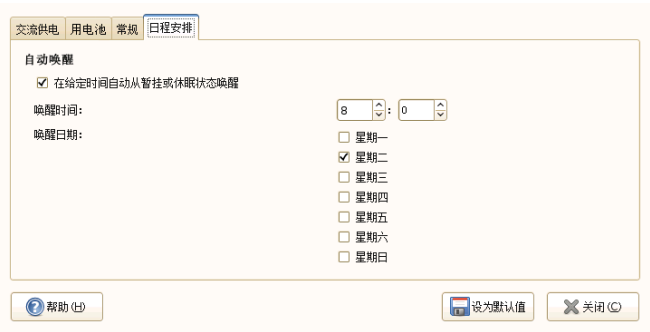 交流供电 用电池 常规 日程安排
自动唤醒
在给定时间自动从暂挂或休眠状态唤醒
唤醒时间: 8 : 0
唤醒日期:
星期一
星期二
星期三
星期四
星期五
星期六
星期日
帮助(H) 设为默认值 关闭(C)